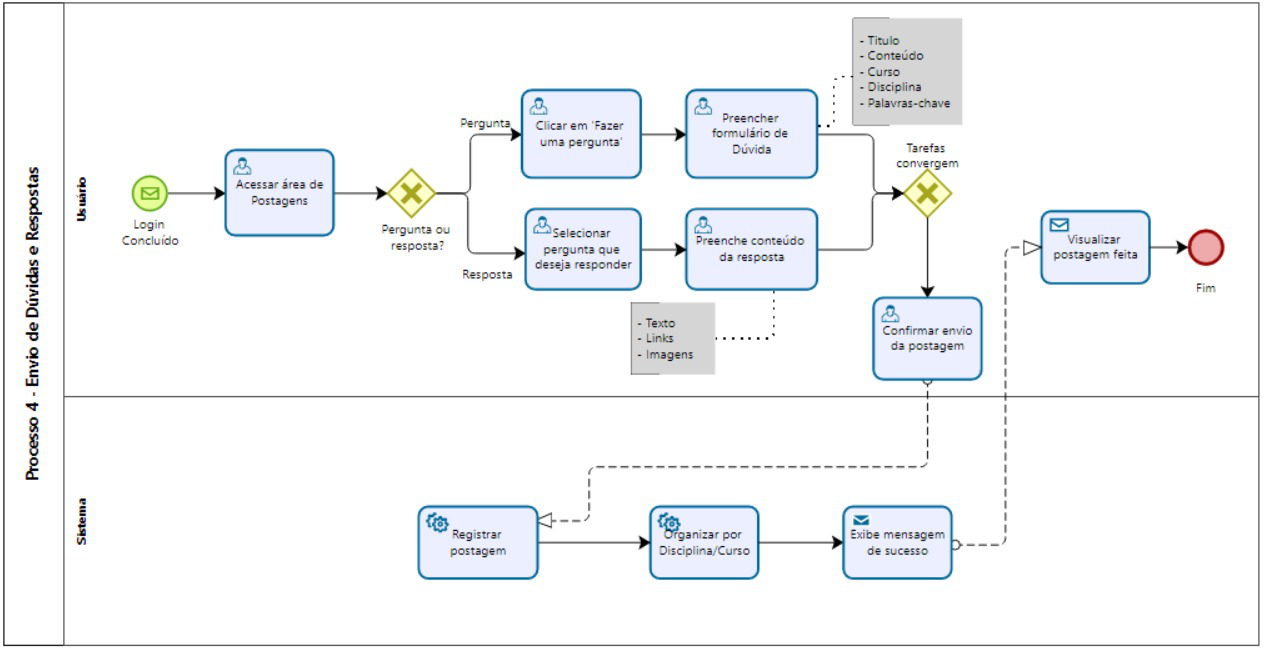 Processo 4 - Envio de Dúvidas e Respostas
Usuário
Login
Concluído
Acessar área de
Postagens
Pergunta ou
resposta?
Pergunta
Clicar em 'Fazer
uma pergunta'
Preencher
formulário de
Dúvida
- Titulo
- Conteúdo
- Curso
- Disciplina
- Palavras-chave
Resposta
Selecionar
pergunta que
deseja responder
Preenche conteúdo
da resposta
- Texto
- Links
- Imagens
Tarefas
convergem
Confirmar envio
da postagem
Visualizar
postagem feita
Fim
Sistema
Registrar
postagem
Organizar por
Disciplina/Curso
Exibe mensagem
de sucesso